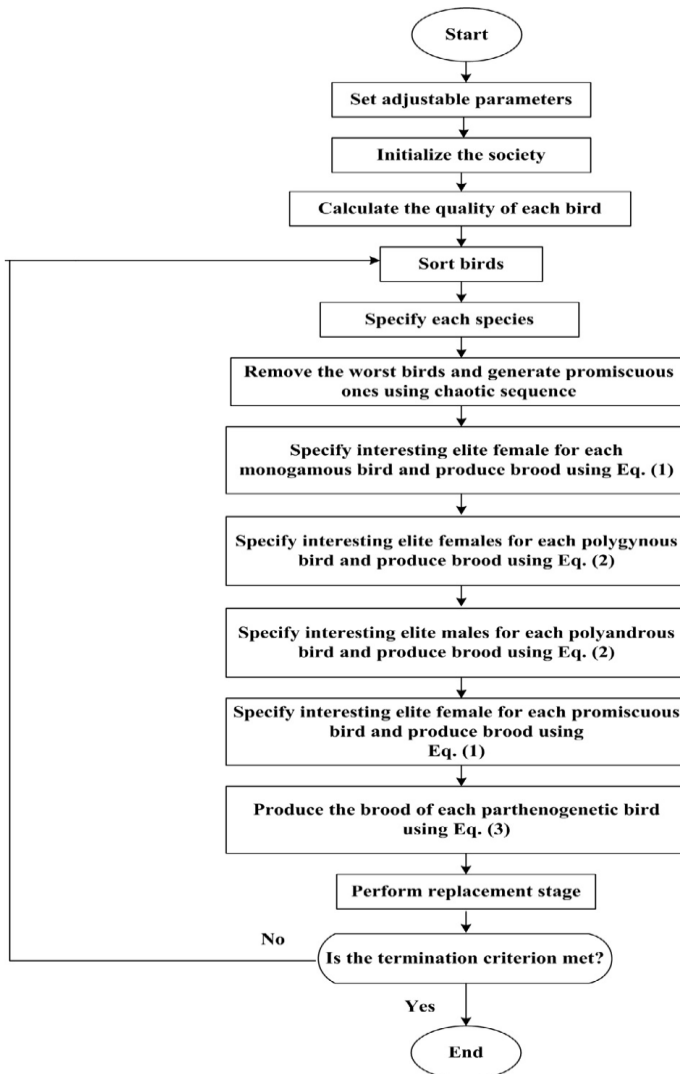 Start
Set adjustable parameters
Initialize the society
Calculate the quality of each bird
Sort birds
Specify each species
Remove the worst birds and generate promiscuous
ones using chaotic sequence
Specify interesting elite female for each
monogamous bird and produce brood using Eq. (1)
Specify interesting elite females for each polygynous
bird and produce brood using Eq. (2)
Specify interesting elite males for each polyandrous
bird and produce brood using Eq. (2)
Specify interesting elite female for each promiscuous
bird and produce brood using
Eq. (1)
Produce the brood of each parthenogenetic bird
using Eq. (3)
Perform replacement stage
No
Is the termination criterion met?
Yes
End